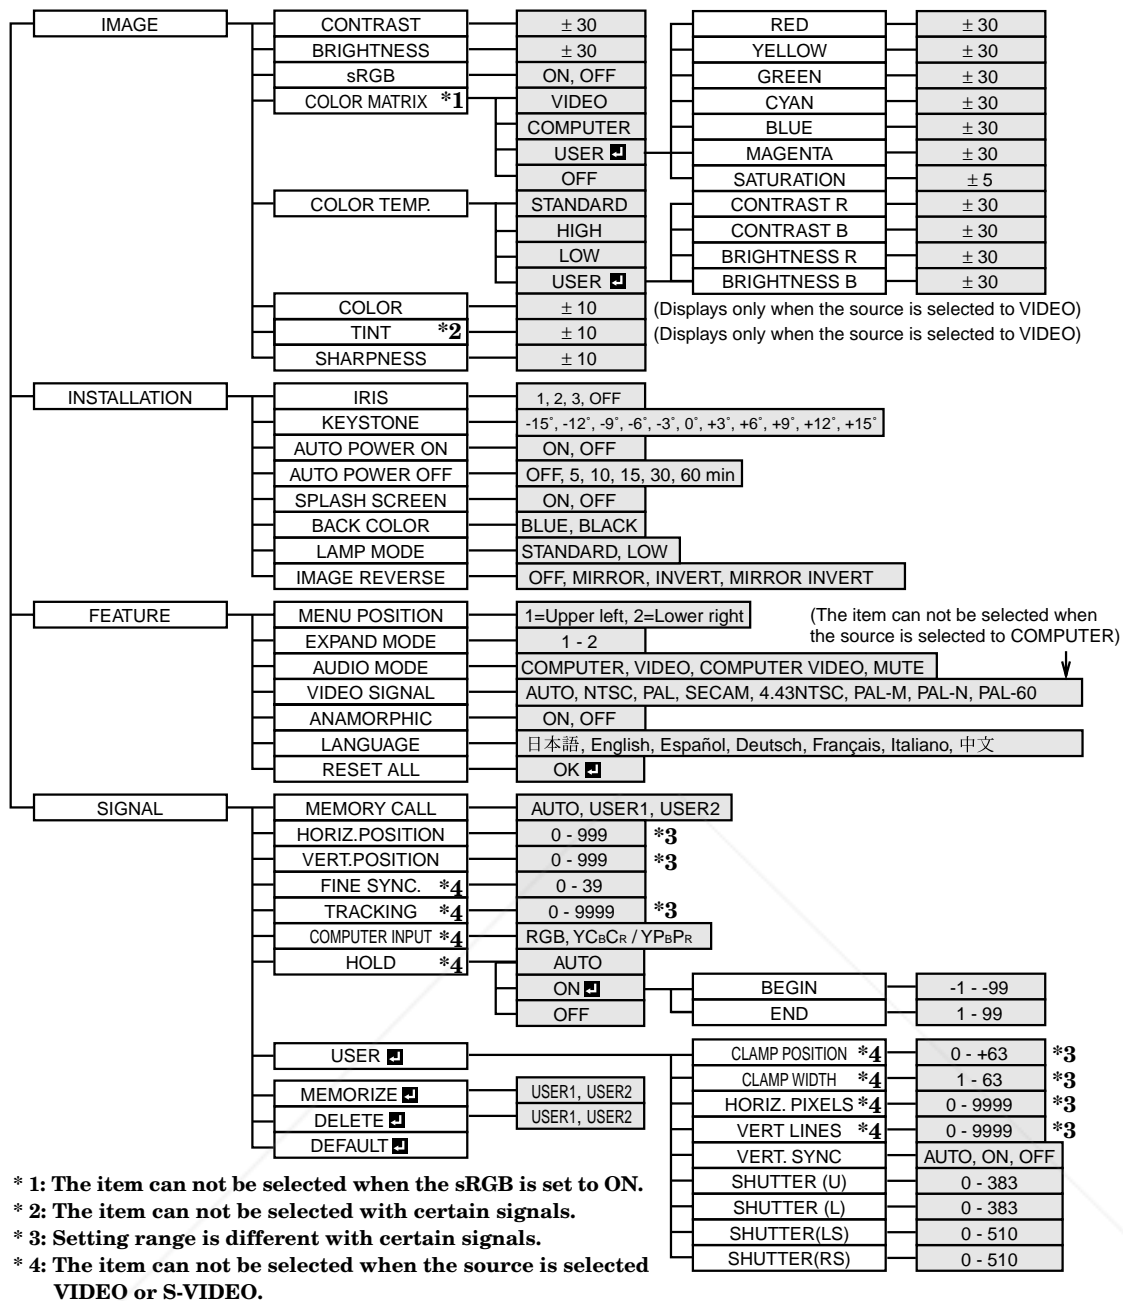 IMAGE CONTRAST ± 30 RED ± 30
BRIGHTNESS ± 30 YELLOW ± 30
sRGB ON, OFF GREEN ± 30
COLOR MATRIX *1 VIDEO CYAN ± 30
COMPUTER BLUE ± 30
USER MAGENTA ± 30
OFF SATURATION ± 5
COLOR TEMP. STANDARD CONTRAST R ± 30
HIGH CONTRAST B ± 30
LOW BRIGHTNESS R ± 30
USER BRIGHTNESS B ± 30
COLOR ± 10 (Displays only when the source is selected to VIDEO)
TINT *2 ± 10 (Displays only when the source is selected to VIDEO)
SHARPNESS ± 10
INSTALLATION IRIS 1, 2, 3, OFF
KEYSTONE -15°, -12°, -9°, -6°, -3°, 0°, +3°, +6°, +9°, +12°, +15°
AUTO POWER ON ON, OFF
AUTO POWER OFF OFF, 5, 10, 15, 30, 60 min
SPLASH SCREEN ON, OFF
BACK COLOR BLUE, BLACK
LAMP MODE STANDARD, LOW
IMAGE REVERSE OFF, MIRROR, INVERT, MIRROR INVERT
FEATURE MENU POSITION 1=Upper left, 2=Lower right (The item can not be selected when
EXPAND MODE 1 - 2 the source is selected to COMPUTER)
AUDIO MODE COMPUTER, VIDEO, COMPUTER VIDEO, MUTE
VIDEO SIGNAL AUTO, NTSC, PAL, SECAM, 4.43NTSC, PAL-M, PAL-N, PAL-60
ANAMORPHIC ON, OFF
LANGUAGE 日本語, English, Español, Deutsch, Français, Italiano, 中文
RESET ALL OK
SIGNAL MEMORY CALL AUTO, USER1, USER2
HORIZ.POSITION 0 - 999 *3
VERT.POSITION 0 - 999 *3
FINE SYNC. *4 0 - 39
TRACKING *4 0 - 9999 *3
COMPUTER INPUT *4 RGB, YCBCR / YPBPR
HOLD *4 AUTO
ON BEGIN -1 - -99
OFF END 1 - 99
USER CLAMP POSITION *4 0 - +63 *3
MEMORIZE USER1, USER2 CLAMP WIDTH *4 1 - 63 *3
DELETE USER1, USER2 HORIZ. PIXELS *4 0 - 9999 *3
DEFAULT VERT LINES *4 0 - 9999 *3
VERT. SYNC AUTO, ON, OFF
SHUTTER (U) 0 - 383
SHUTTER (L) 0 - 383
SHUTTER(LS) 0 - 510
SHUTTER(RS) 0 - 510
* 1: The item can not be selected when the sRGB is set to ON.
* 2: The item can not be selected with certain signals.
* 3: Setting range is different with certain signals.
* 4: The item can not be selected when the source is selected
VIDEO or S-VIDEO.